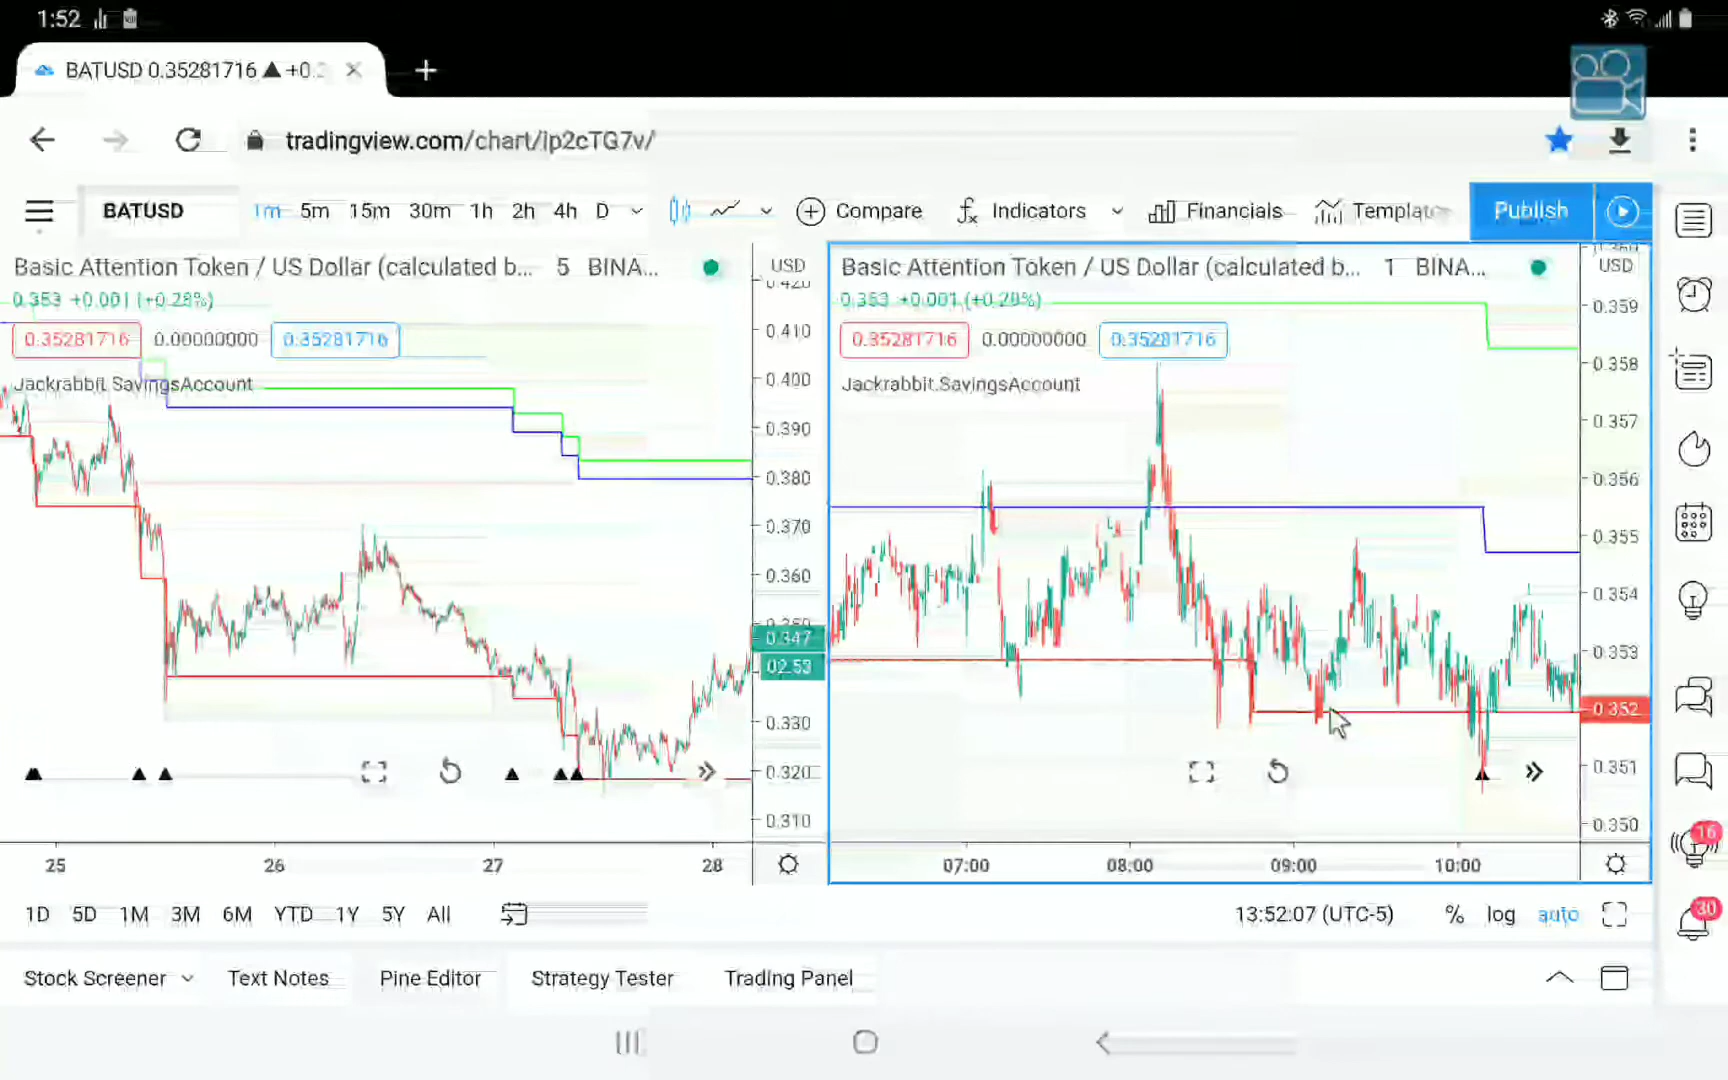 1:52
BATUSD 0.35281716 ▲ +0.
tradingview.com/chart/ip2cTG7v/
BATUSD 1m 5m 15m 30m 1h 2h 4h D Compare Indicators Financials Templat Publish
Basic Attention Token / US Dollar (calculated b... 5 BINA...
USD
0.353 +0.001 (+0.28%)
0.35281716 0.00000000 0.35281716
Jackrabbit.SavingsAccount
0.420
0.410
0.400
0.390
0.380
0.370
0.360
0.350
0.347
02:53
0.330
0.320
0.310
25 26 27 28
Basic Attention Token / US Dollar (calculated b... 1 BINA...
USD
0.353 +0.001 (+0.28%)
0.35281716 0.00000000 0.35281716
Jackrabbit.SavingsAccount
0.360
0.359
0.358
0.357
0.356
0.355
0.354
0.353
0.352
0.351
0.350
07:00 08:00 09:00 10:00
16
30
1D 5D 1M 3M 6M YTD 1Y 5Y All
13:52:07 (UTC-5) % log auto
Stock Screener Text Notes Pine Editor Strategy Tester Trading Panel